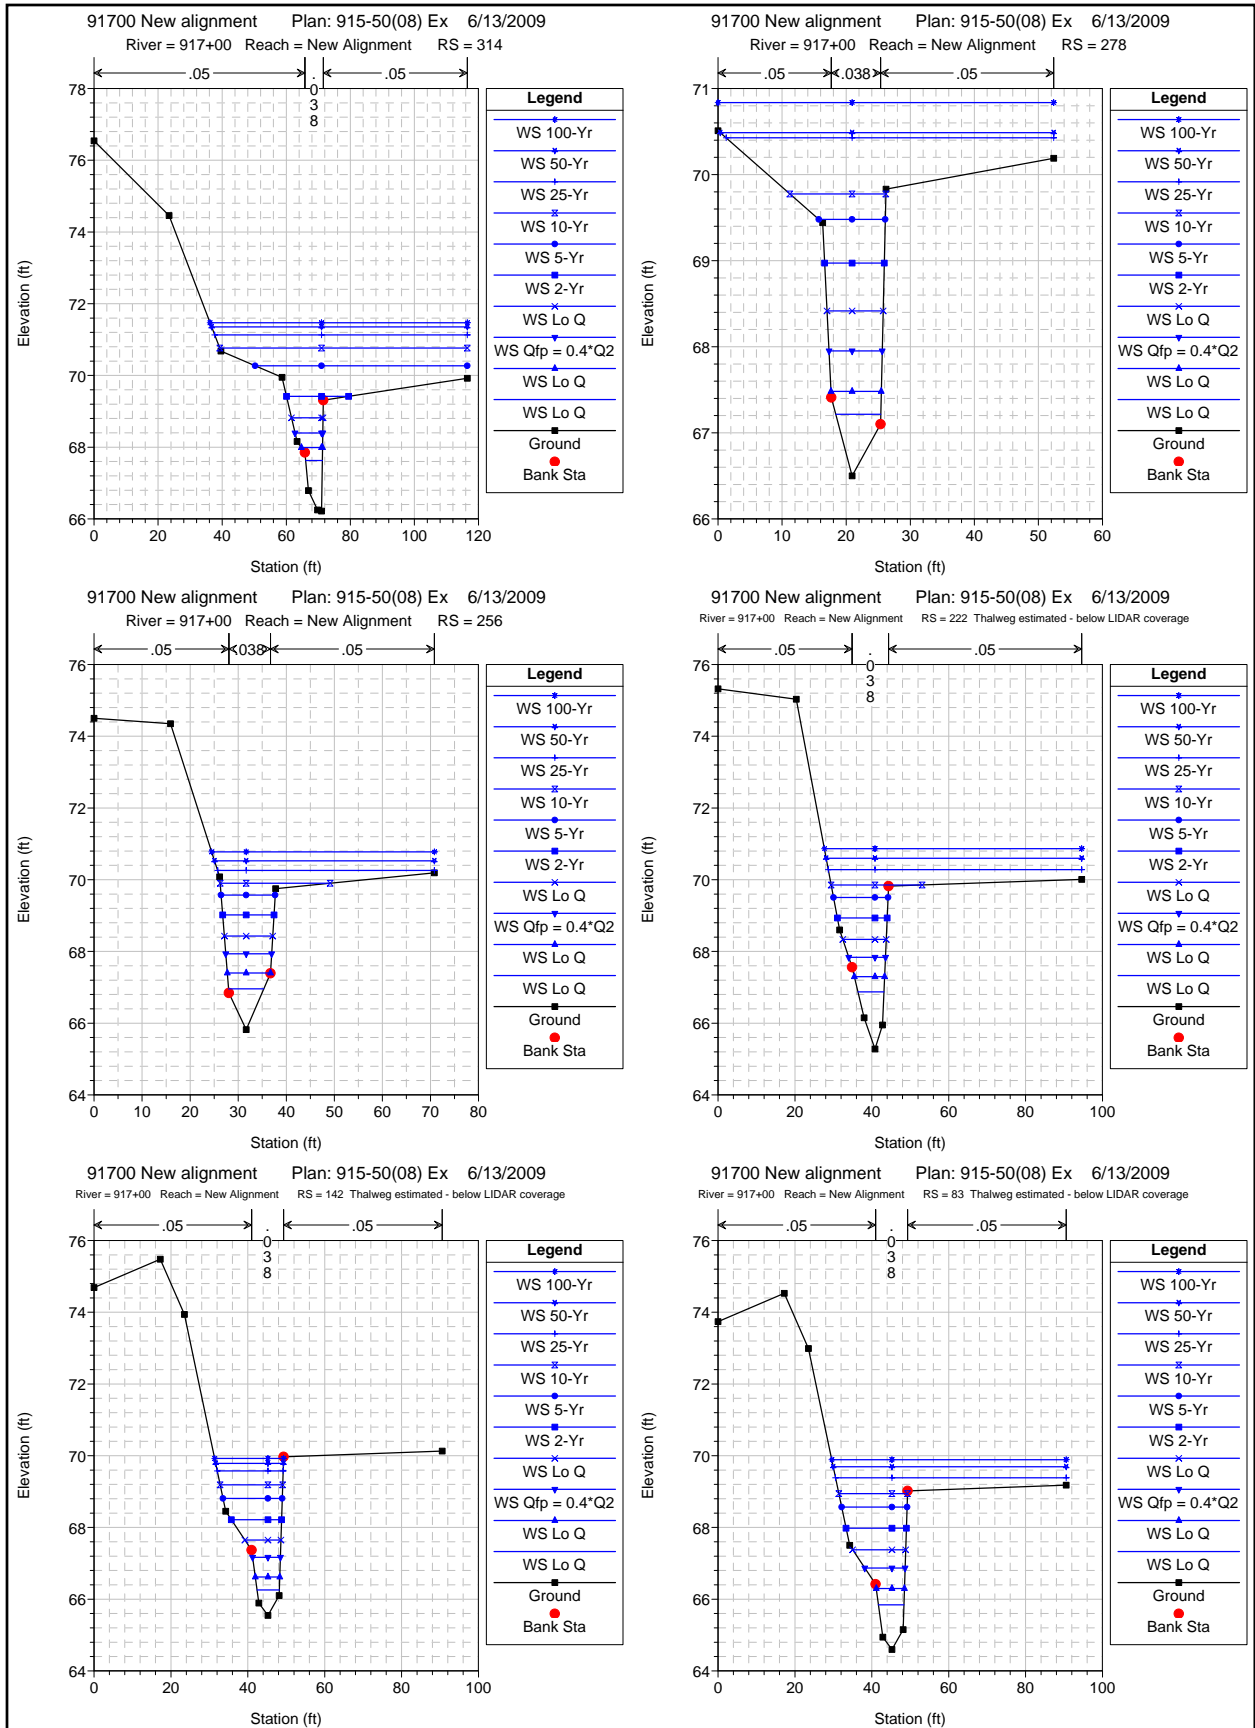 91700 New alignment Plan: 915-50(08) Ex 6/13/2009
River = 917+00 Reach = New Alignment RS = 314
.05 .038 .05
Legend
WS 100-Yr
WS 50-Yr
WS 25-Yr
WS 10-Yr
WS 5-Yr
WS 2-Yr
WS Lo Q
WS Qfp = 0.4*Q2
WS Lo Q
WS Lo Q
Ground
Bank Sta
78
76
74
72
70
68
66
Elevation (ft)
0 20 40 60 80 100 120
Station (ft)
91700 New alignment Plan: 915-50(08) Ex 6/13/2009
River = 917+00 Reach = New Alignment RS = 278
.05 .038 .05
Legend
WS 100-Yr
WS 50-Yr
WS 25-Yr
WS 10-Yr
WS 5-Yr
WS 2-Yr
WS Lo Q
WS Qfp = 0.4*Q2
WS Lo Q
WS Lo Q
Ground
Bank Sta
71
70
69
68
67
66
Elevation (ft)
0 10 20 30 40 50 60
Station (ft)
91700 New alignment Plan: 915-50(08) Ex 6/13/2009
River = 917+00 Reach = New Alignment RS = 256
.05 .038 .05
Legend
WS 100-Yr
WS 50-Yr
WS 25-Yr
WS 10-Yr
WS 5-Yr
WS 2-Yr
WS Lo Q
WS Qfp = 0.4*Q2
WS Lo Q
WS Lo Q
Ground
Bank Sta
76
74
72
70
68
66
64
Elevation (ft)
0 10 20 30 40 50 60 70 80
Station (ft)
91700 New alignment Plan: 915-50(08) Ex 6/13/2009
River = 917+00 Reach = New Alignment RS = 222 Thalweg estimated - below LIDAR coverage
.05 .038 .05
Legend
WS 100-Yr
WS 50-Yr
WS 25-Yr
WS 10-Yr
WS 5-Yr
WS 2-Yr
WS Lo Q
WS Qfp = 0.4*Q2
WS Lo Q
WS Lo Q
Ground
Bank Sta
76
74
72
70
68
66
64
Elevation (ft)
0 20 40 60 80 100
Station (ft)
91700 New alignment Plan: 915-50(08) Ex 6/13/2009
River = 917+00 Reach = New Alignment RS = 142 Thalweg estimated - below LIDAR coverage
.05 .038 .05
Legend
WS 100-Yr
WS 50-Yr
WS 25-Yr
WS 10-Yr
WS 5-Yr
WS 2-Yr
WS Lo Q
WS Qfp = 0.4*Q2
WS Lo Q
WS Lo Q
Ground
Bank Sta
76
74
72
70
68
66
64
Elevation (ft)
0 20 40 60 80 100
Station (ft)
91700 New alignment Plan: 915-50(08) Ex 6/13/2009
River = 917+00 Reach = New Alignment RS = 83 Thalweg estimated - below LIDAR coverage
.05 .038 .05
Legend
WS 100-Yr
WS 50-Yr
WS 25-Yr
WS 10-Yr
WS 5-Yr
WS 2-Yr
WS Lo Q
WS Qfp = 0.4*Q2
WS Lo Q
WS Lo Q
Ground
Bank Sta
76
74
72
70
68
66
64
Elevation (ft)
0 20 40 60 80 100
Station (ft)